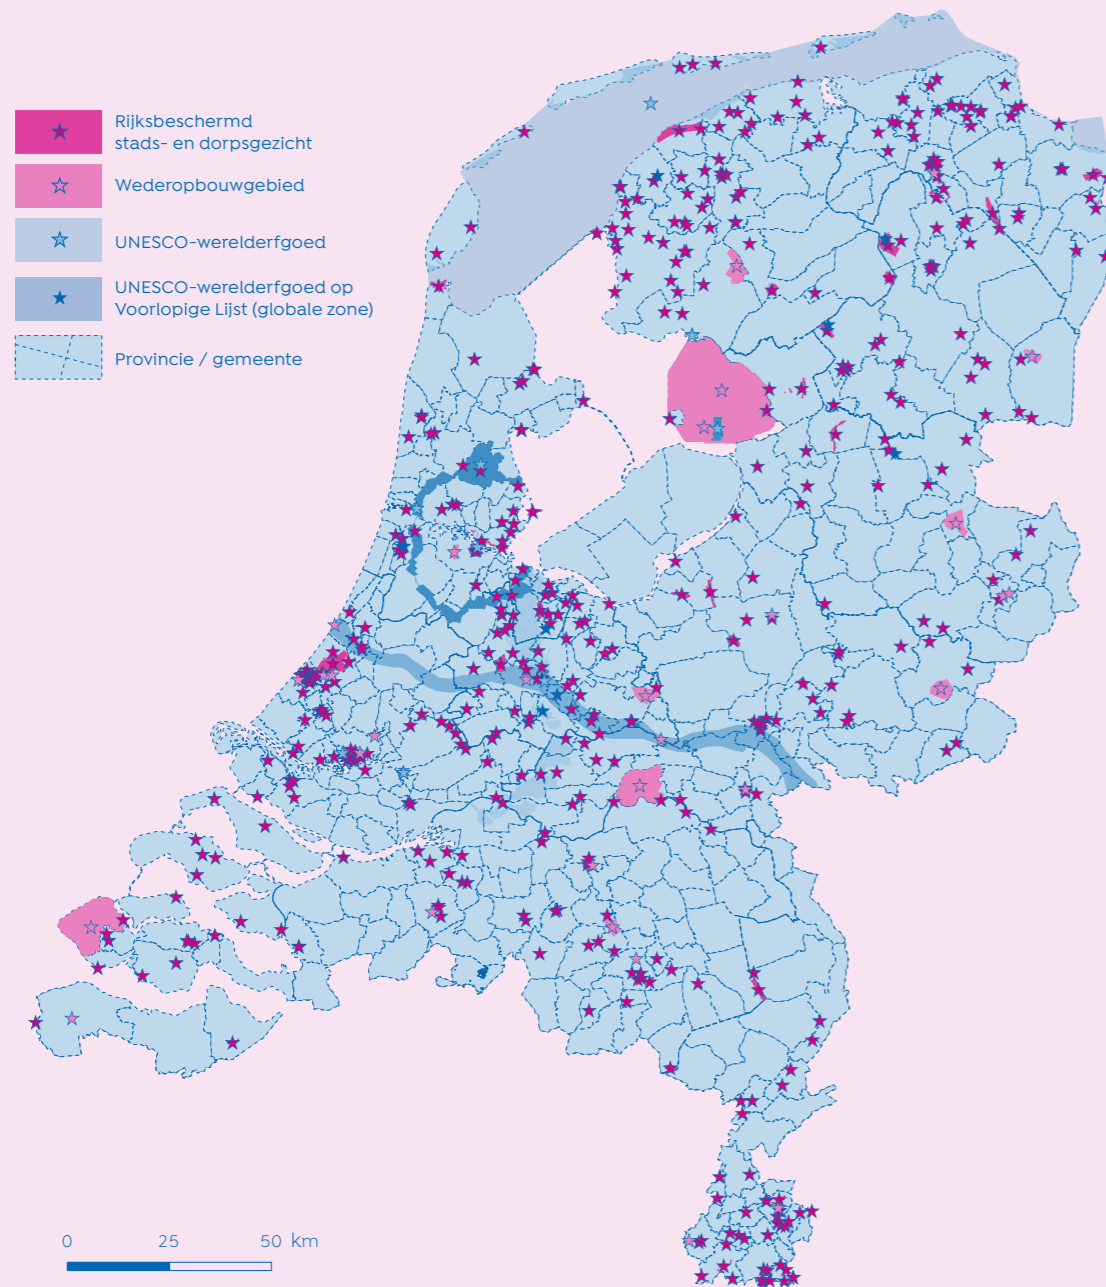 Rijksbeschermd
stads- en dorpsgezicht
Wederopbouwgebied
UNESCO-werelderfgoed
UNESCO-werelderfgoed op
Voorlopige Lijst (globale zone)
Provincie / gemeente
0 25 50 km